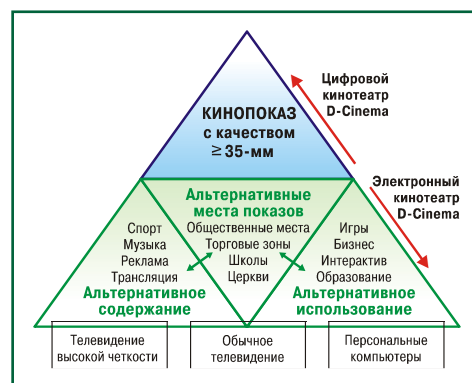 Цифровой
кинотеатр
D-Cinema
КИНОПОКАЗ
с качеством
≥ 35-мм
Электронный
кинотеатр
D-Cinema
Альтернативные
места показов
Общественные места
Торговые зоны
Школы
Церкви
Спорт
Музыка
Реклама
Трансляция
Альтернативное
содержание
Игры
Бизнес
Интерактив
Образование
Альтернативное
использование
Телевидение
высокой четкости
Обычное
телевидение
Персональные
компьютеры